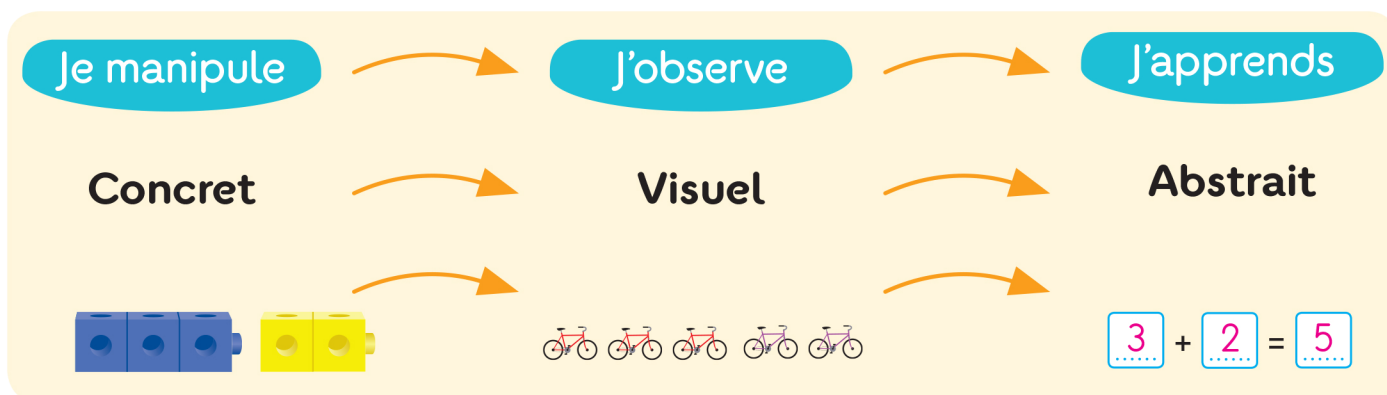 Je manipule
J'observe
J'apprends
Concret
Visuel
Abstrait
3 + 2 = 5